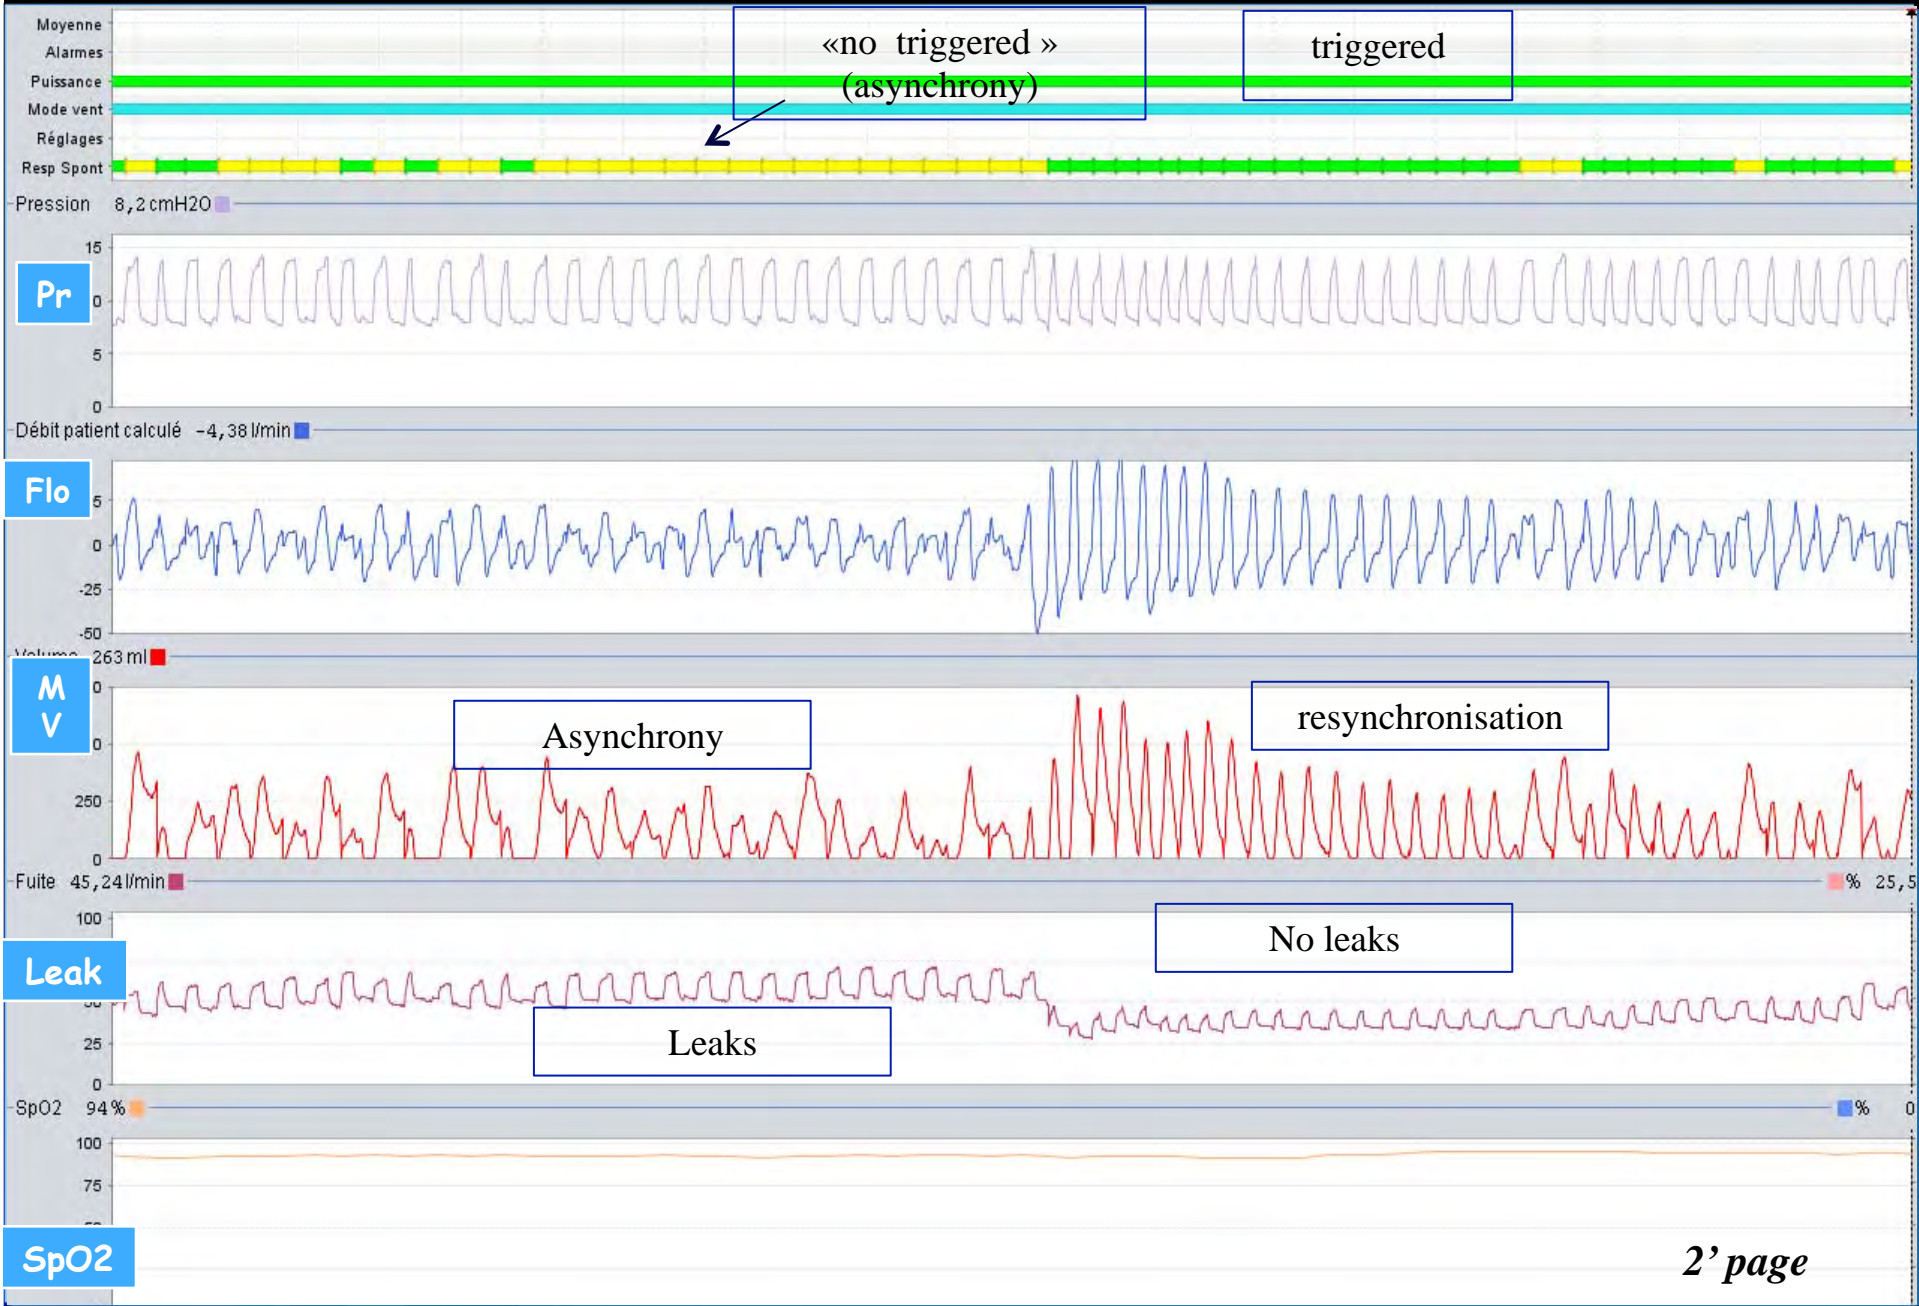 Moyenne
Alarmes
Puissance
Mode vent
Réglages
Resp Spont
«no triggered »
(asynchrony)
triggered
Pression 8,2 cmH2O
15
Pr
0
5
0
Débit patient calculé -4,38 l/min
Flo
5
0
-25
-50
Volume 263 ml
M
V
0
0
250
0
Asynchrony
resynchronisation
Fuite 45,24 l/min
% 25,5
100
Leak
50
25
0
No leaks
Leaks
SpO2 94 %
% 0
100
75
SpO2
2’ page